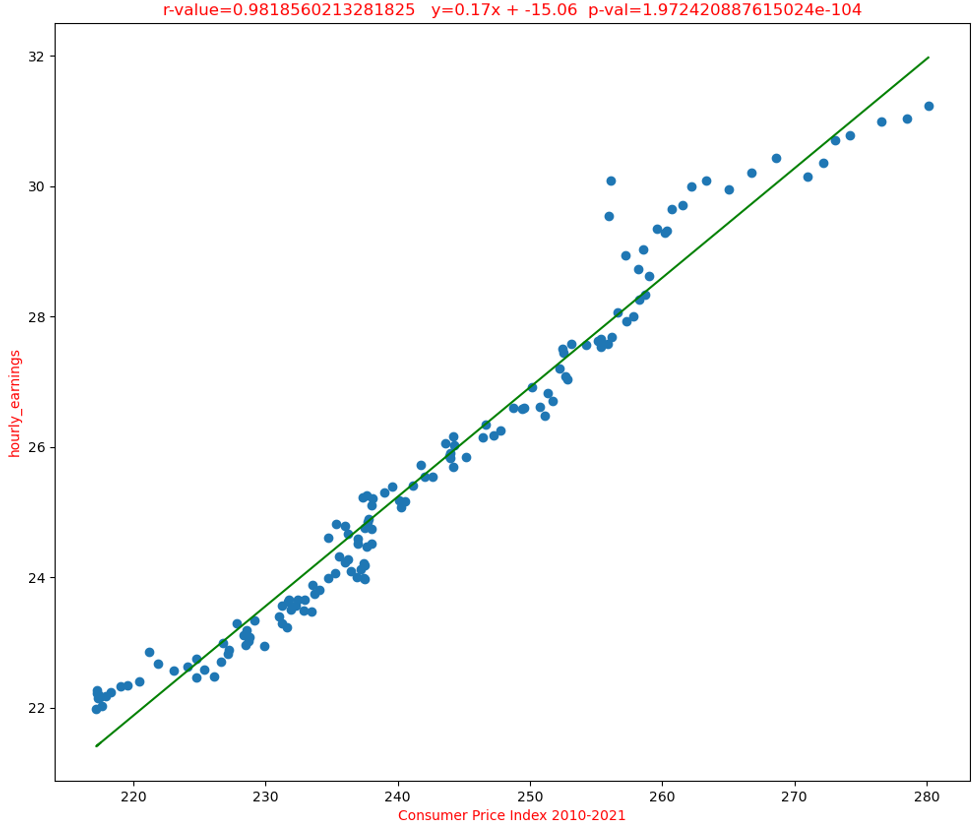 r-value=0.9818560213281825 y=0.17x + -15.06 p-val=1.972420887615024e-104
32
30
28
26
24
22
hourly_earnings
220 230 240 250 260 270 280
Consumer Price Index 2010-2021